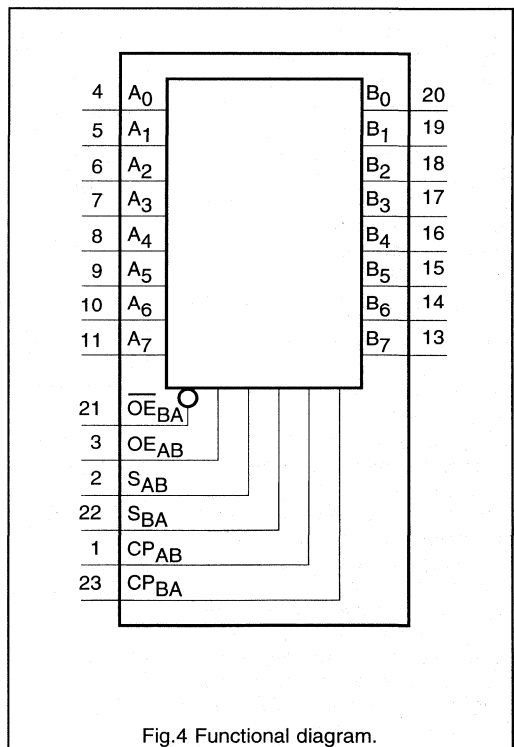 4 A0 B0 20
5 A1 B1 19
6 A2 B2 18
7 A3 B3 17
8 A4 B4 16
9 A5 B5 15
10 A6 B6 14
11 A7 B7 13
21 O̅E̅BA
3 OEAB
2 SAB
22 SBA
1 CPAB
23 CPBA
Fig.4 Functional diagram.